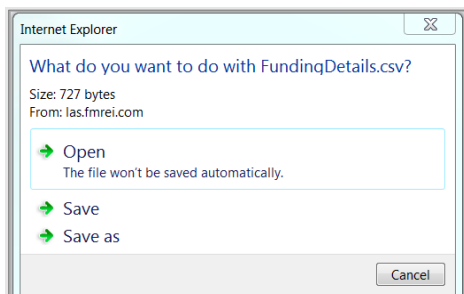 Internet Explorer
What do you want to do with FundingDetails.csv?
Size: 727 bytes
From: las.fmrei.com
Open
The file won't be saved automatically.
Save
Save as
Cancel